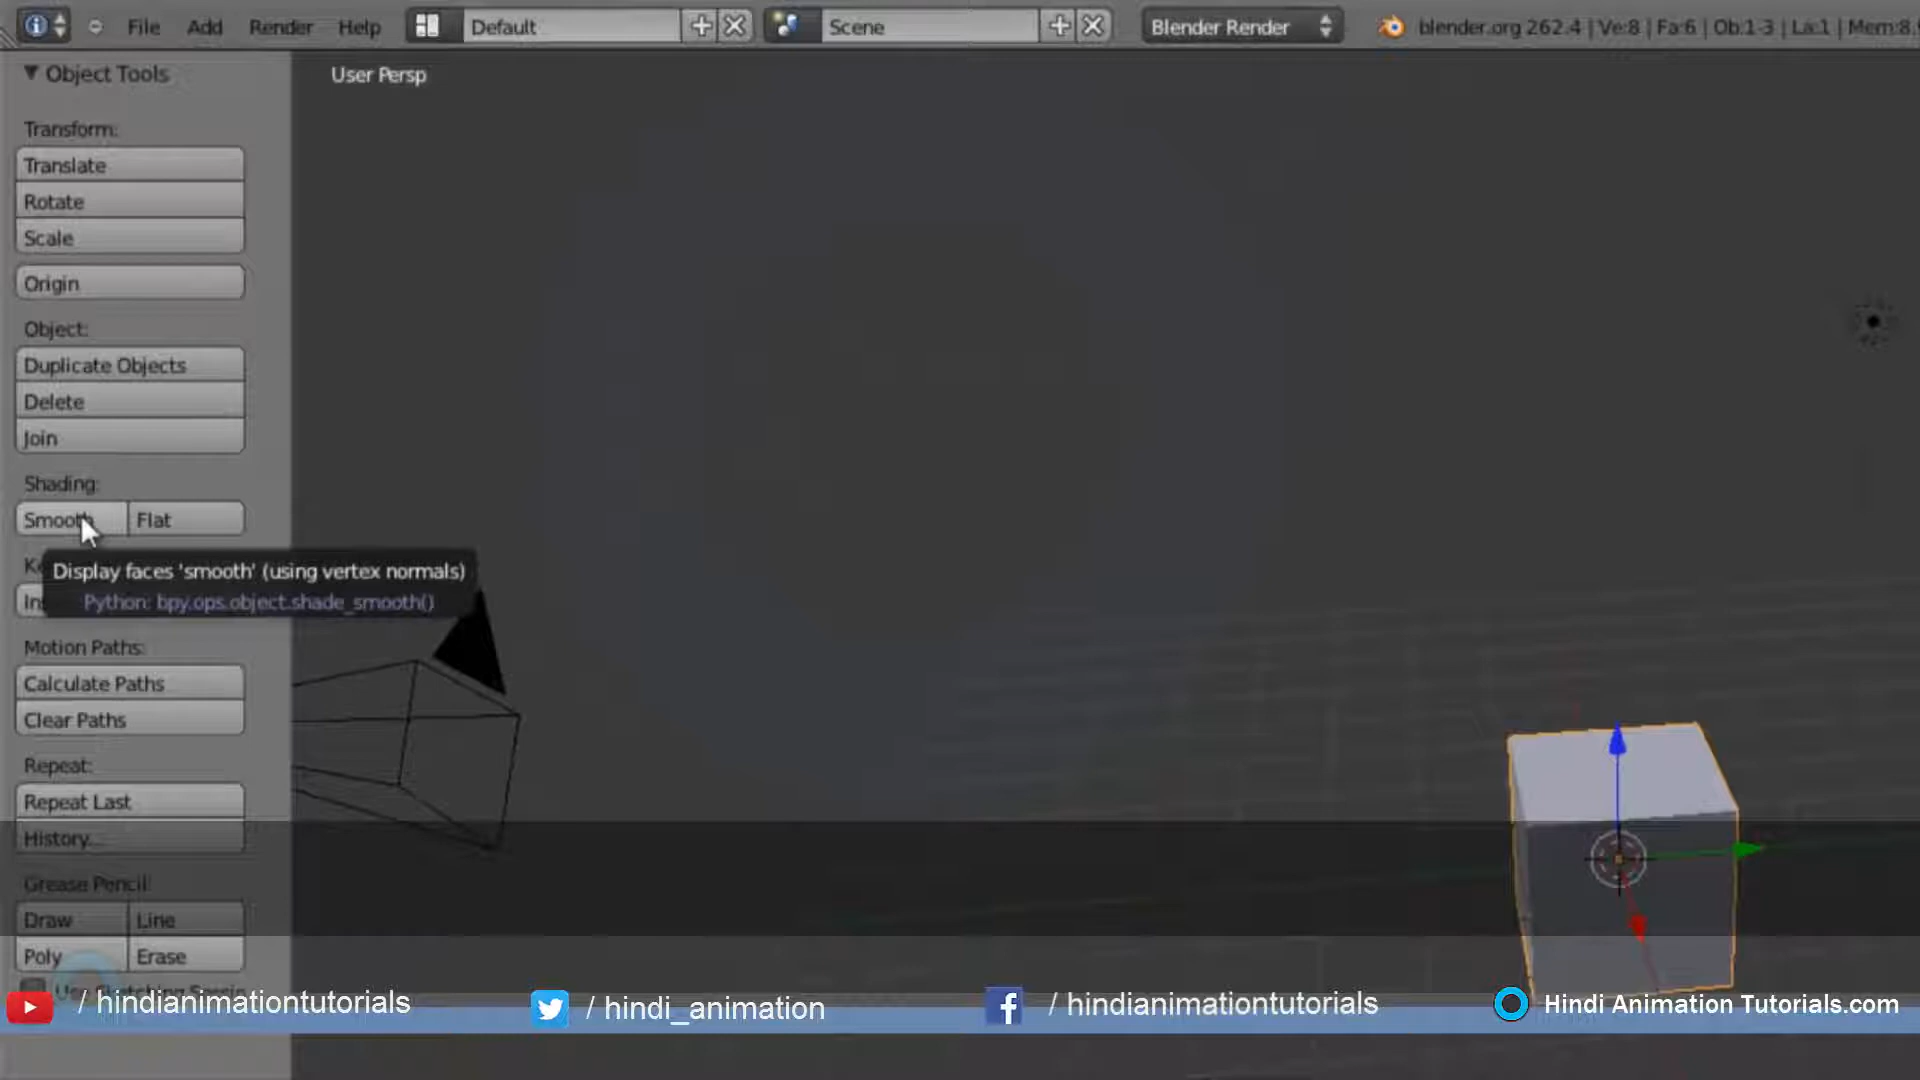 File Add Render Help Default Scene Blender Render blender.org 262.4 | Ve:8 | Fa:6 | Ob:1-3 | La:1 | Mem:8.
Object Tools
User Persp
Transform:
Translate
Rotate
Scale
Origin
Object:
Duplicate Objects
Delete
Join
Shading:
Smooth Flat
Display faces 'smooth' (using vertex normals)
Python: bpy.ops.object.shade_smooth()
Motion Paths:
Calculate Paths
Clear Paths
Repeat:
Repeat Last
History...
Grease Pencil:
Draw Line
Poly Erase
/ hindianimationtutorials / hindi_animation / hindianimationtutorials Hindi Animation Tutorials.com